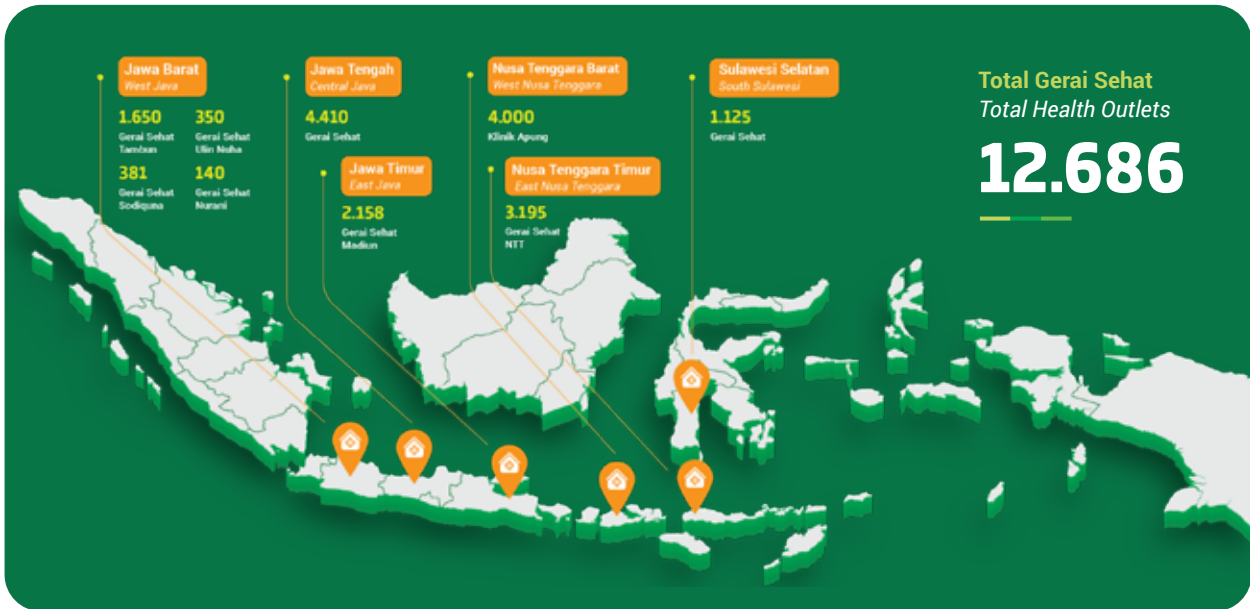 Jawa Barat
West Java
1.650
Gerai Sehat
Tambun
350
Gerai Sehat
Ulin Nuha
381
Gerai Sehat
Sodiquna
140
Gerai Sehat
Nurani
Jawa Tengah
Central Java
4.410
Gerai Sehat
Jawa Timur
East Java
2.158
Gerai Sehat
Madiun
Nusa Tenggara Barat
West Nusa Tenggara
4.000
Klinik Apung
Nusa Tenggara Timur
East Nusa Tenggara
3.195
Gerai Sehat
NTT
Sulawesi Selatan
South Sulawesi
1.125
Gerai Sehat
Total Gerai Sehat
Total Health Outlets
12.686